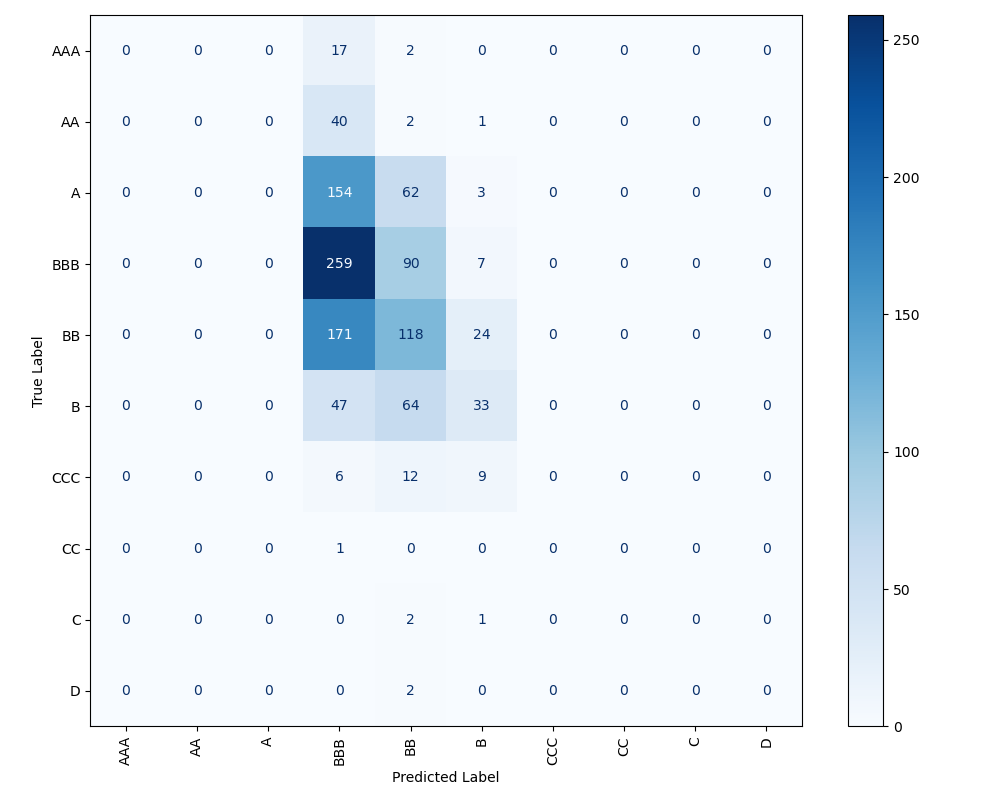 AAA 0 0 0 17 2 0 0 0 0 0
AA 0 0 0 40 2 1 0 0 0 0
A 0 0 0 154 62 3 0 0 0 0
BBB 0 0 0 259 90 7 0 0 0 0
BB 0 0 0 171 118 24 0 0 0 0
B 0 0 0 47 64 33 0 0 0 0
CCC 0 0 0 6 12 9 0 0 0 0
CC 0 0 0 1 0 0 0 0 0 0
C 0 0 0 0 2 1 0 0 0 0
D 0 0 0 0 2 0 0 0 0 0
AAA AA A BBB BB B CCC CC C D
Predicted Label
True Label
250
200
150
100
50
0